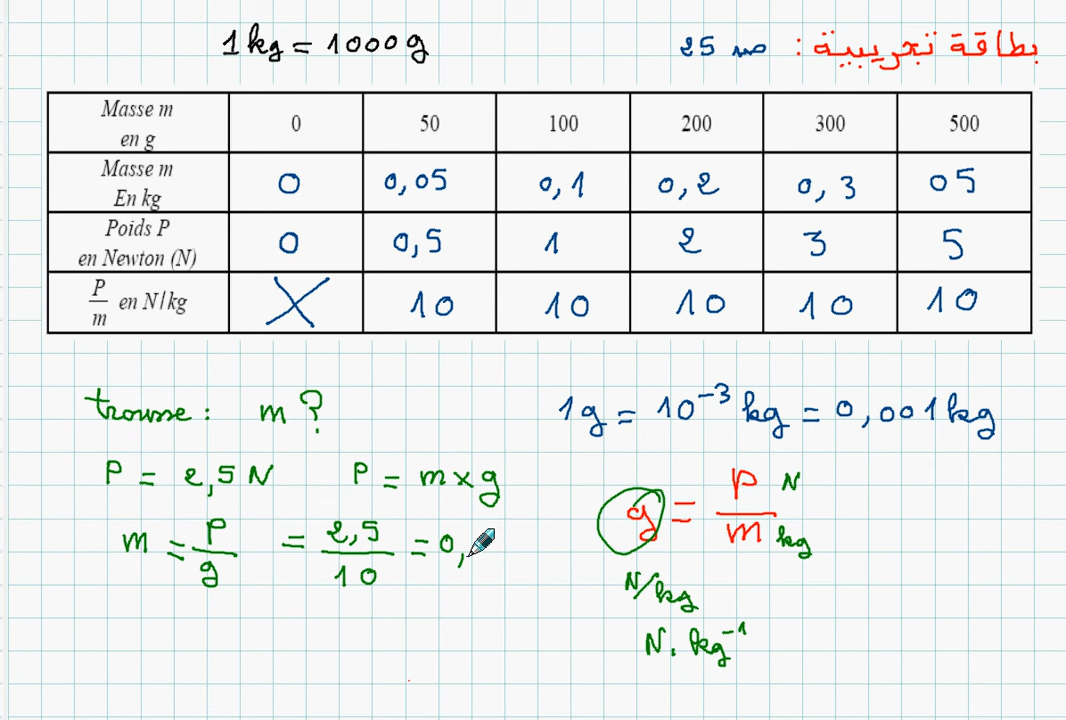 1kg = 1000g
بطاقة تجريبية : صـ 25
Masse m en g 0 50 100 200 300 500
Masse m En kg 0 0,05 0,1 0,2 0,3 05
Poids P en Newton (N) 0 0,5 1 2 3 5
P/m en N/kg X 10 10 10 10 10
trousse : m ?
1g = 10⁻³ kg = 0,001kg
P = 2,5 N P = m × g
g = P/m N kg
m = P/g = 2,5/10 = 0,
N/kg
N. kg⁻¹